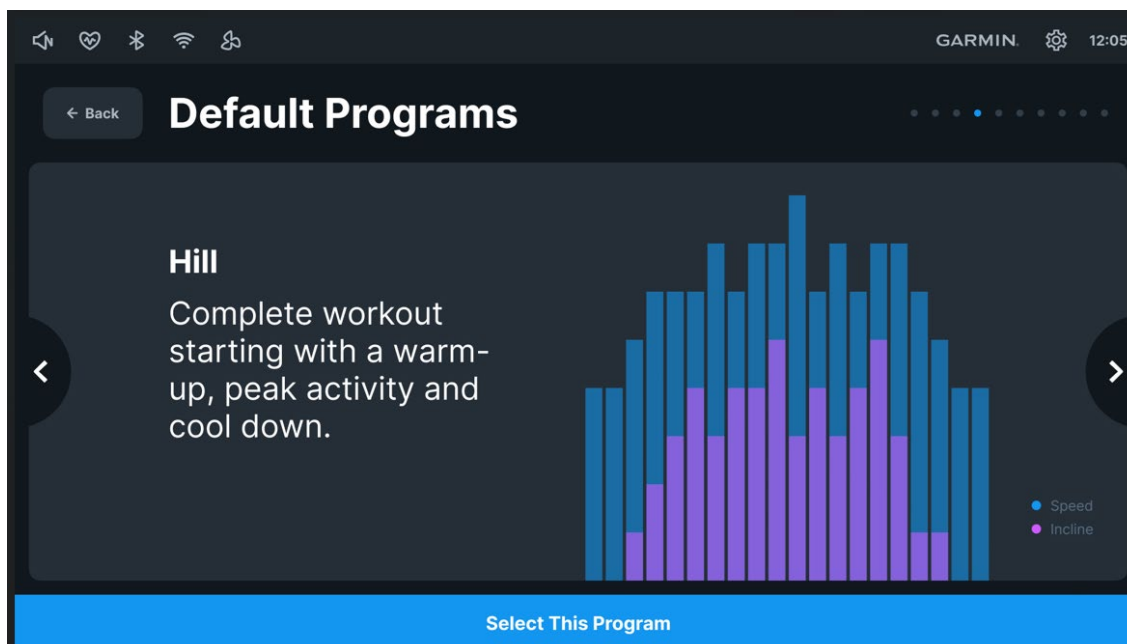 GARMIN.
12:05
← Back
Default Programs
Hill
Complete workout
starting with a warm-
up, peak activity and
cool down.
Speed
Incline
Select This Program